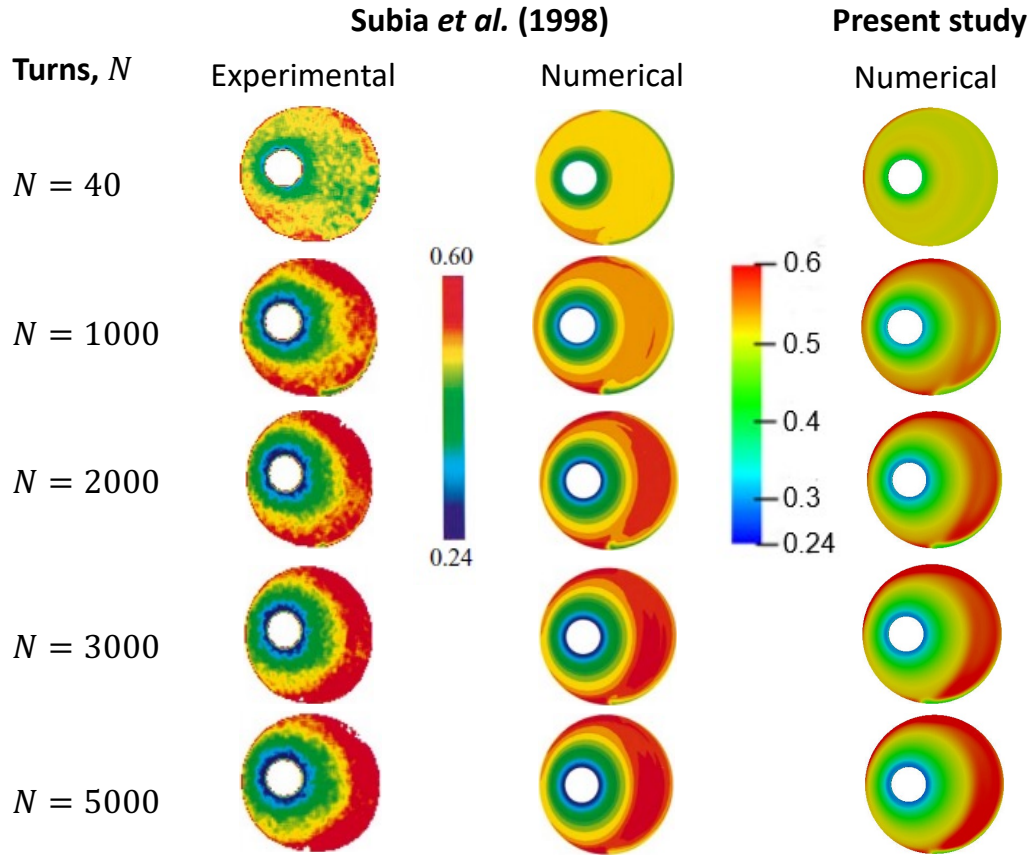 Subia et al. (1998) Present study
Turns, N Experimental Numerical Numerical
N = 40
0.60 0.6
N = 1000
0.5
0.4
N = 2000
0.3
0.24 0.24
N = 3000
N = 5000